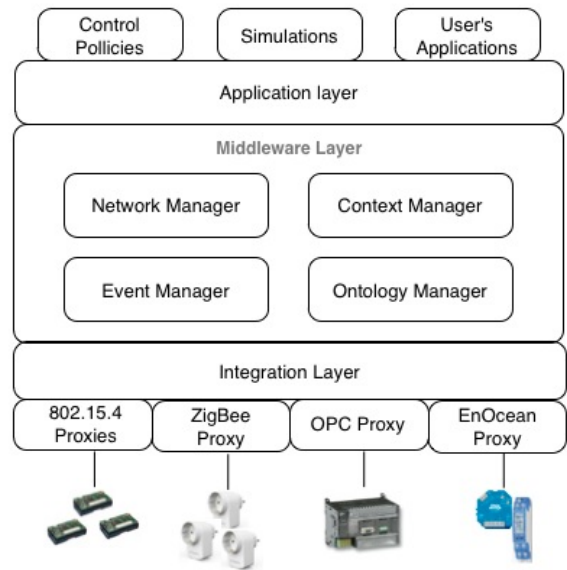 Control
Pollicies
Simulations
User's
Applications
Application layer
Middleware Layer
Network Manager
Context Manager
Event Manager
Ontology Manager
Integration Layer
802.15.4
Proxies
ZigBee
Proxy
OPC Proxy
EnOcean
Proxy